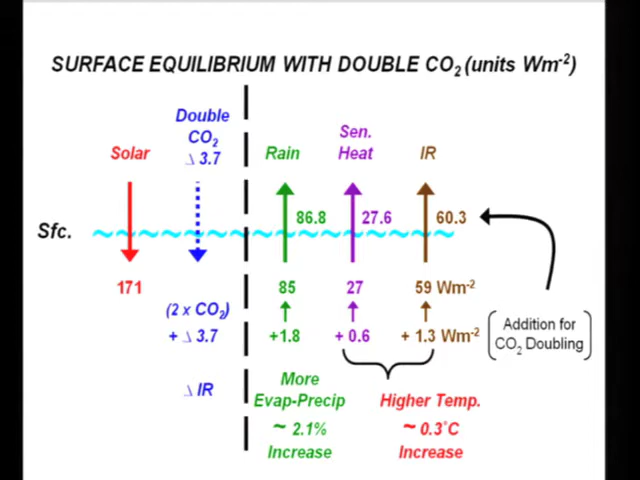 SURFACE EQUILIBRIUM WITH DOUBLE CO₂ (units Wm⁻²)
Double
CO₂
Δ 3.7
Solar
Rain
Sen.
Heat
IR
86.8
27.6
60.3
Sfc.
171
85
27
59 Wm⁻²
(2 x CO₂)
+ Δ 3.7
+1.8
+ 0.6
+ 1.3 Wm⁻²
Addition for
CO₂ Doubling
Δ IR
More
Evap-Precip
~ 2.1%
Increase
Higher Temp.
~ 0.3°C
Increase